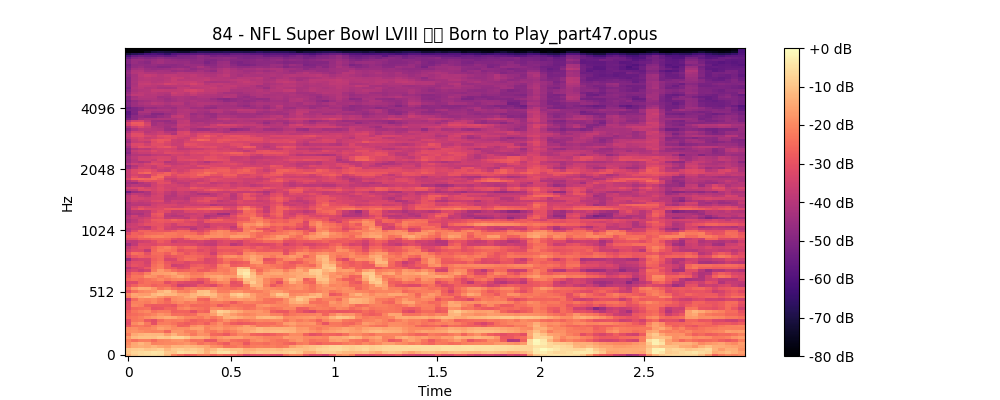 84 - NFL Super Bowl LVIII Born to Play_part47.opus
+0 dB
4096
-10 dB
-20 dB
2048
-30 dB
Hz
-40 dB
1024
-50 dB
512
-60 dB
-70 dB
0
-80 dB
0
0.5
1
1.5
2
2.5
Time